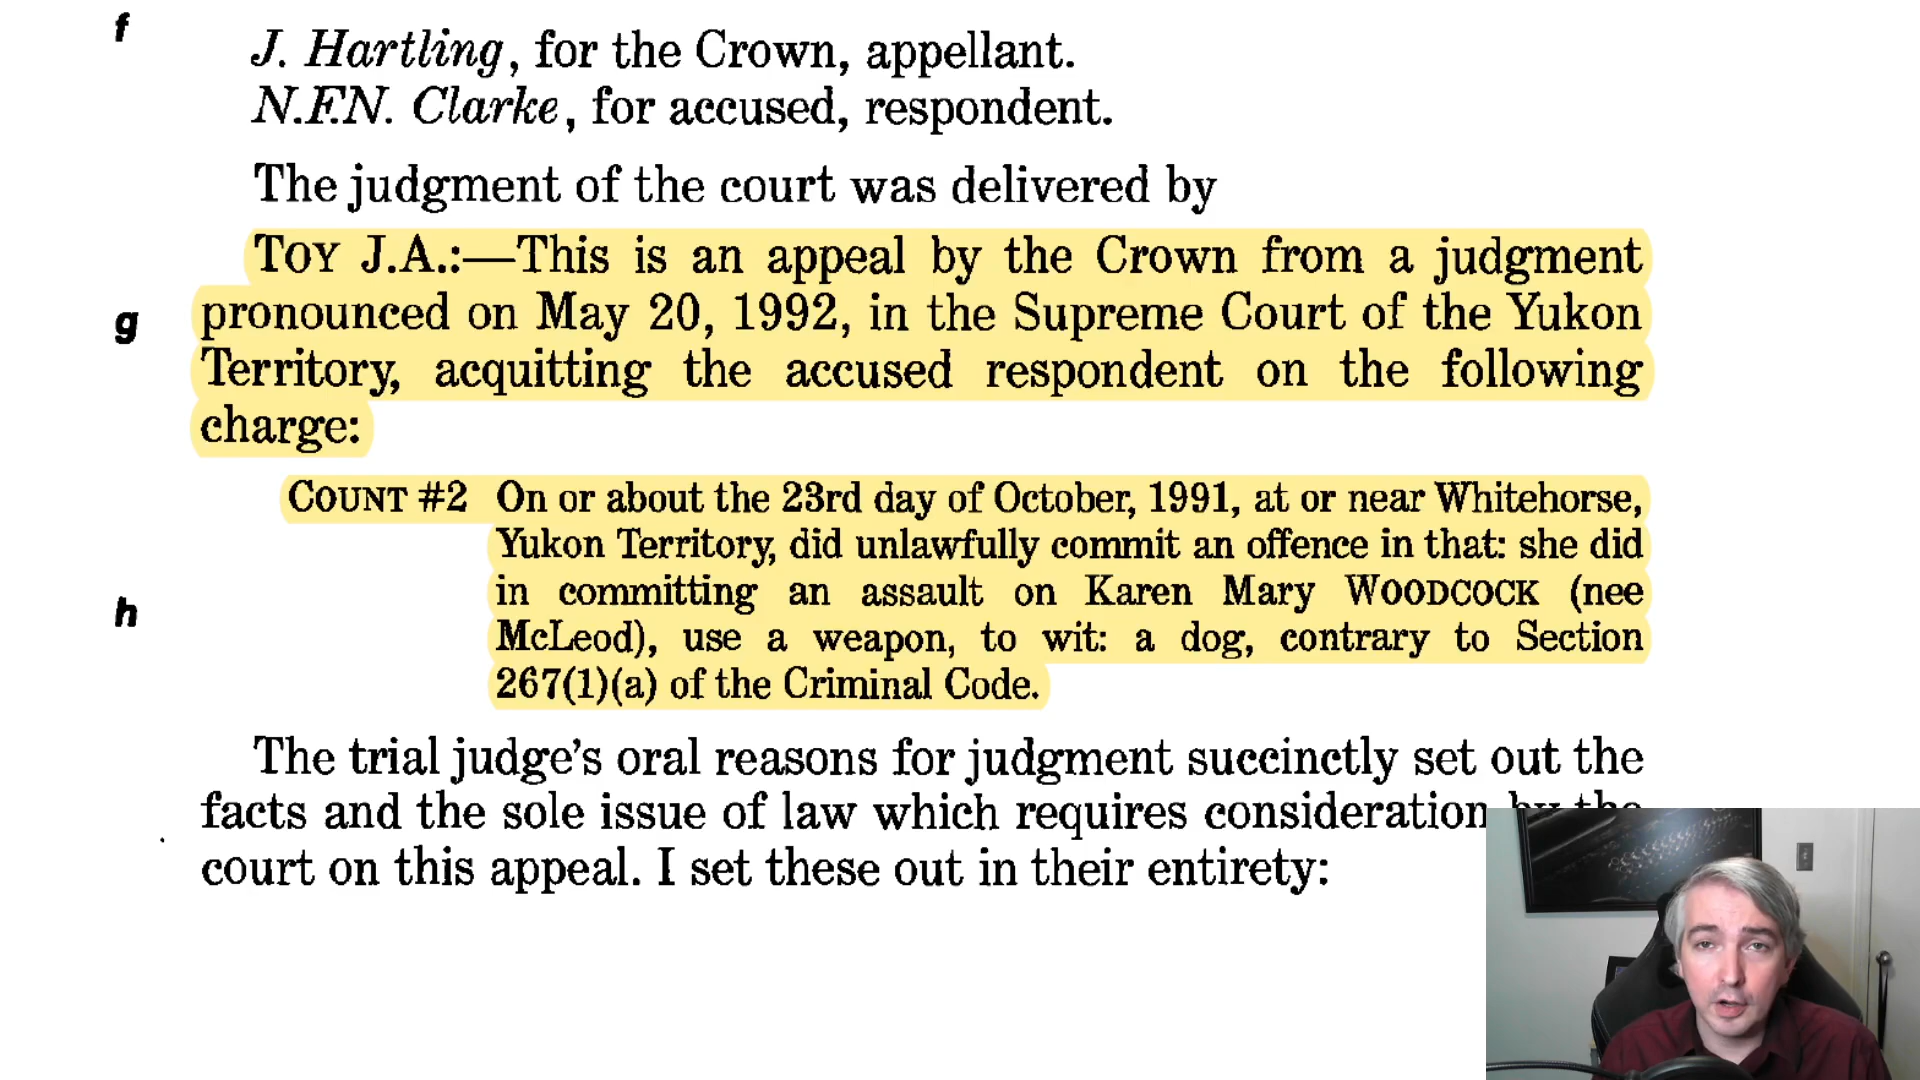 f
J. Hartling, for the Crown, appellant.
N.F.N. Clarke, for accused, respondent.
The judgment of the court was delivered by
TOY J.A.:—This is an appeal by the Crown from a judgment
g
pronounced on May 20, 1992, in the Supreme Court of the Yukon
Territory, acquitting the accused respondent on the following
charge:
COUNT #2 On or about the 23rd day of October, 1991, at or near Whitehorse,
Yukon Territory, did unlawfully commit an offence in that: she did
h
in committing an assault on Karen Mary WOODCOCK (nee
McLeod), use a weapon, to wit: a dog, contrary to Section
267(1)(a) of the Criminal Code.
The trial judge's oral reasons for judgment succinctly set out the
facts and the sole issue of law which requires consideration by the
court on this appeal. I set these out in their entirety: